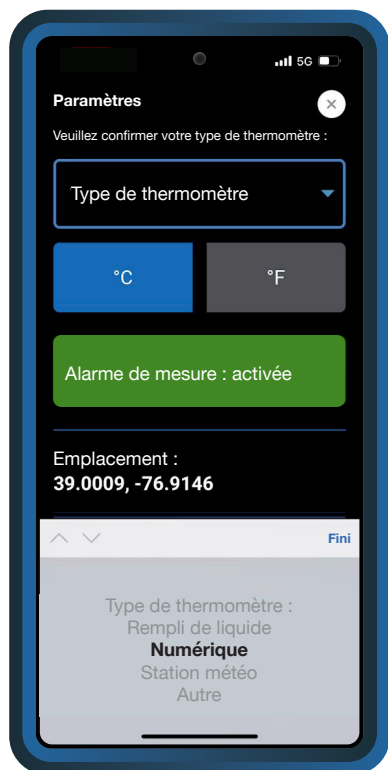 5G
Paramètres
Veuillez confirmer votre type de thermomètre :
Type de thermomètre
°C
°F
Alarme de mesure : activée
Emplacement :
39.0009, -76.9146
Fini
Type de thermomètre :
Rempli de liquide
Numérique
Station météo
Autre